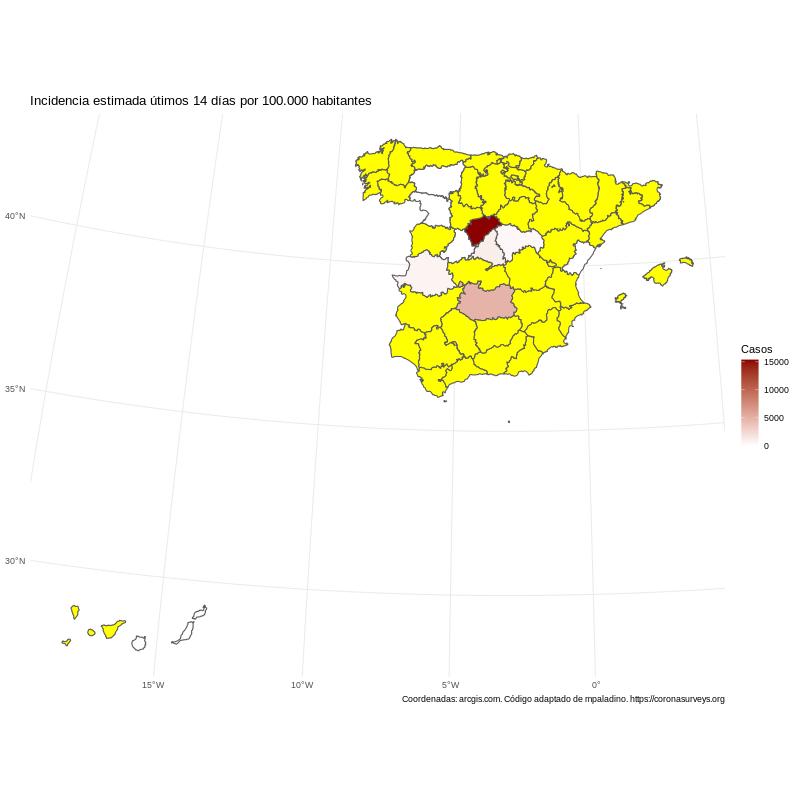 Incidencia estimada útimos 14 días por 100.000 habitantes
40°N
35°N
30°N
15°W
10°W
5°W
0°
Casos
15000
10000
5000
0
Coordenadas: arcgis.com. Código adaptado de mpaladino. https://coronasurveys.org